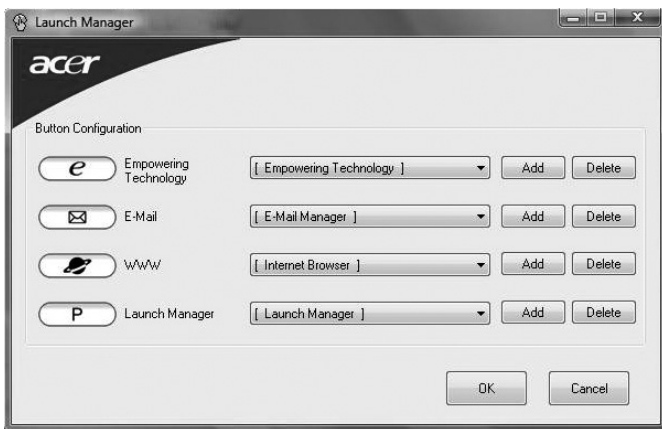 Launch Manager
acer
Button Configuration
e Empowering Technology [ Empowering Technology ] Add Delete
E-Mail [ E-Mail Manager ] Add Delete
WWW [ Internet Browser ] Add Delete
P Launch Manager [ Launch Manager ] Add Delete
OK Cancel